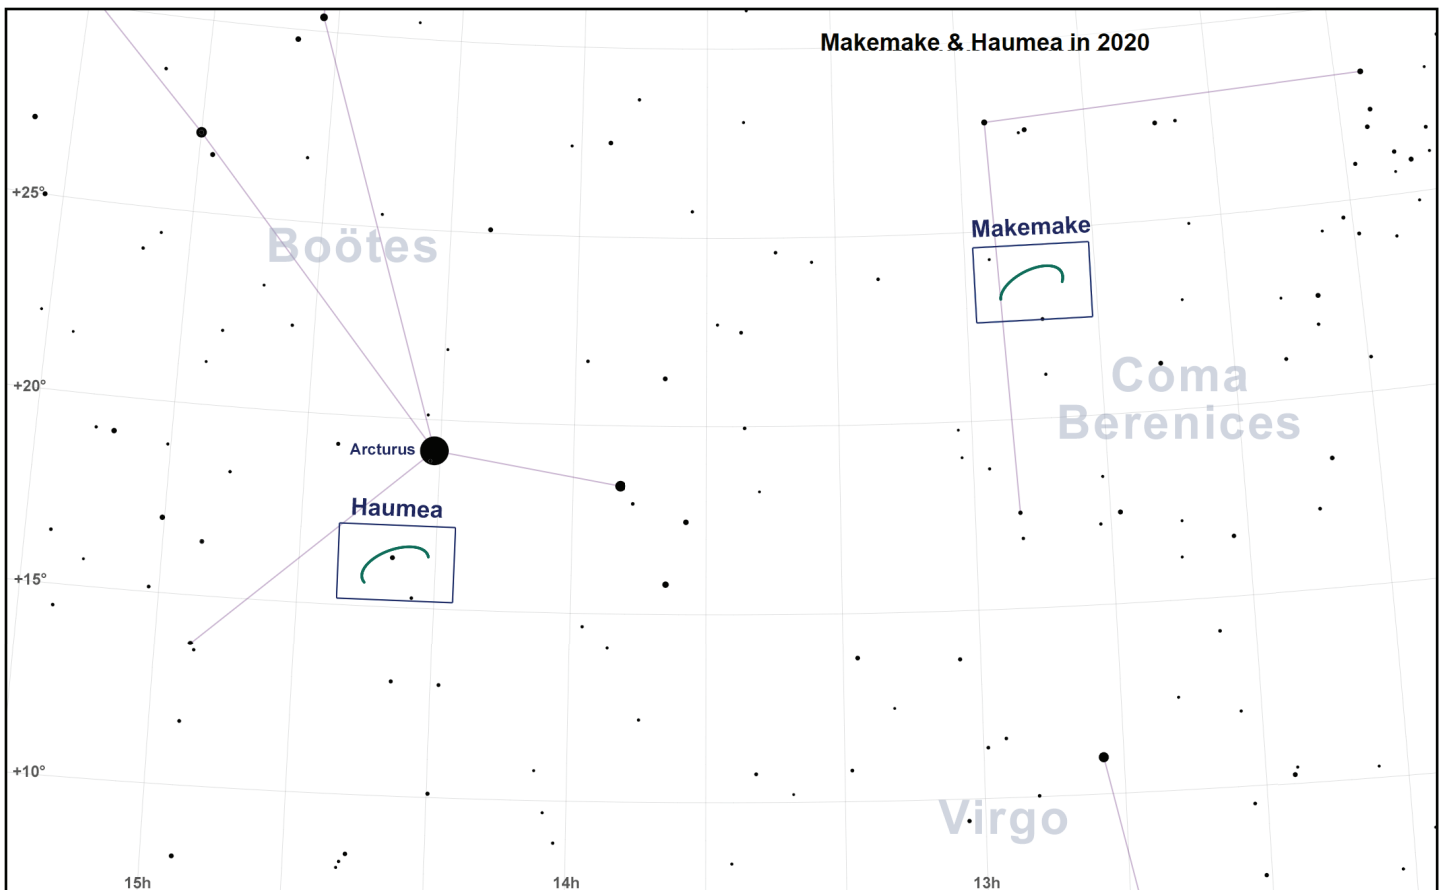 Makemake & Haumea in 2020
+25°
Makemake
Boötes
+20°
Coma
Berenices
Arcturus
Haumea
+15°
+10°
Virgo
15h
14h
13h